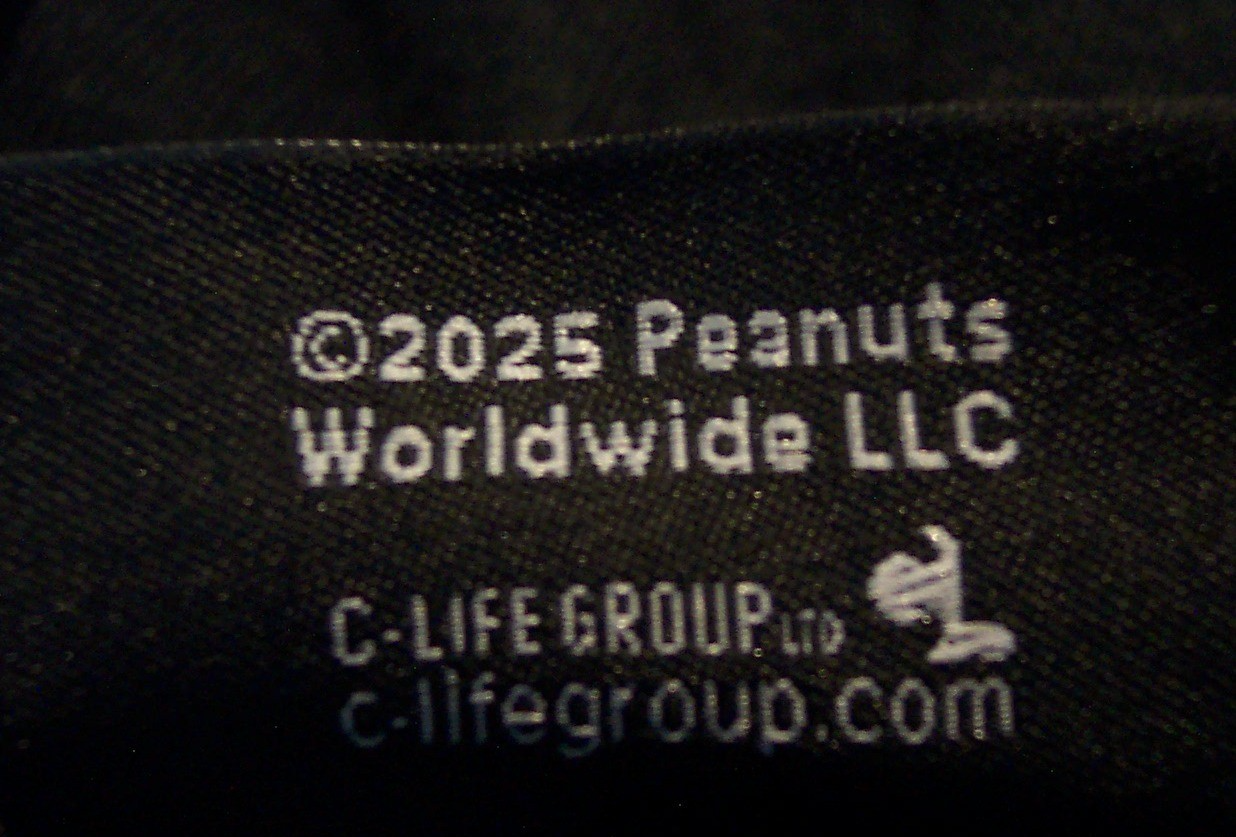 ©2025 Peanuts
Worldwide LLC
C-LIFE GROUP LTD
c-lifegroup.com